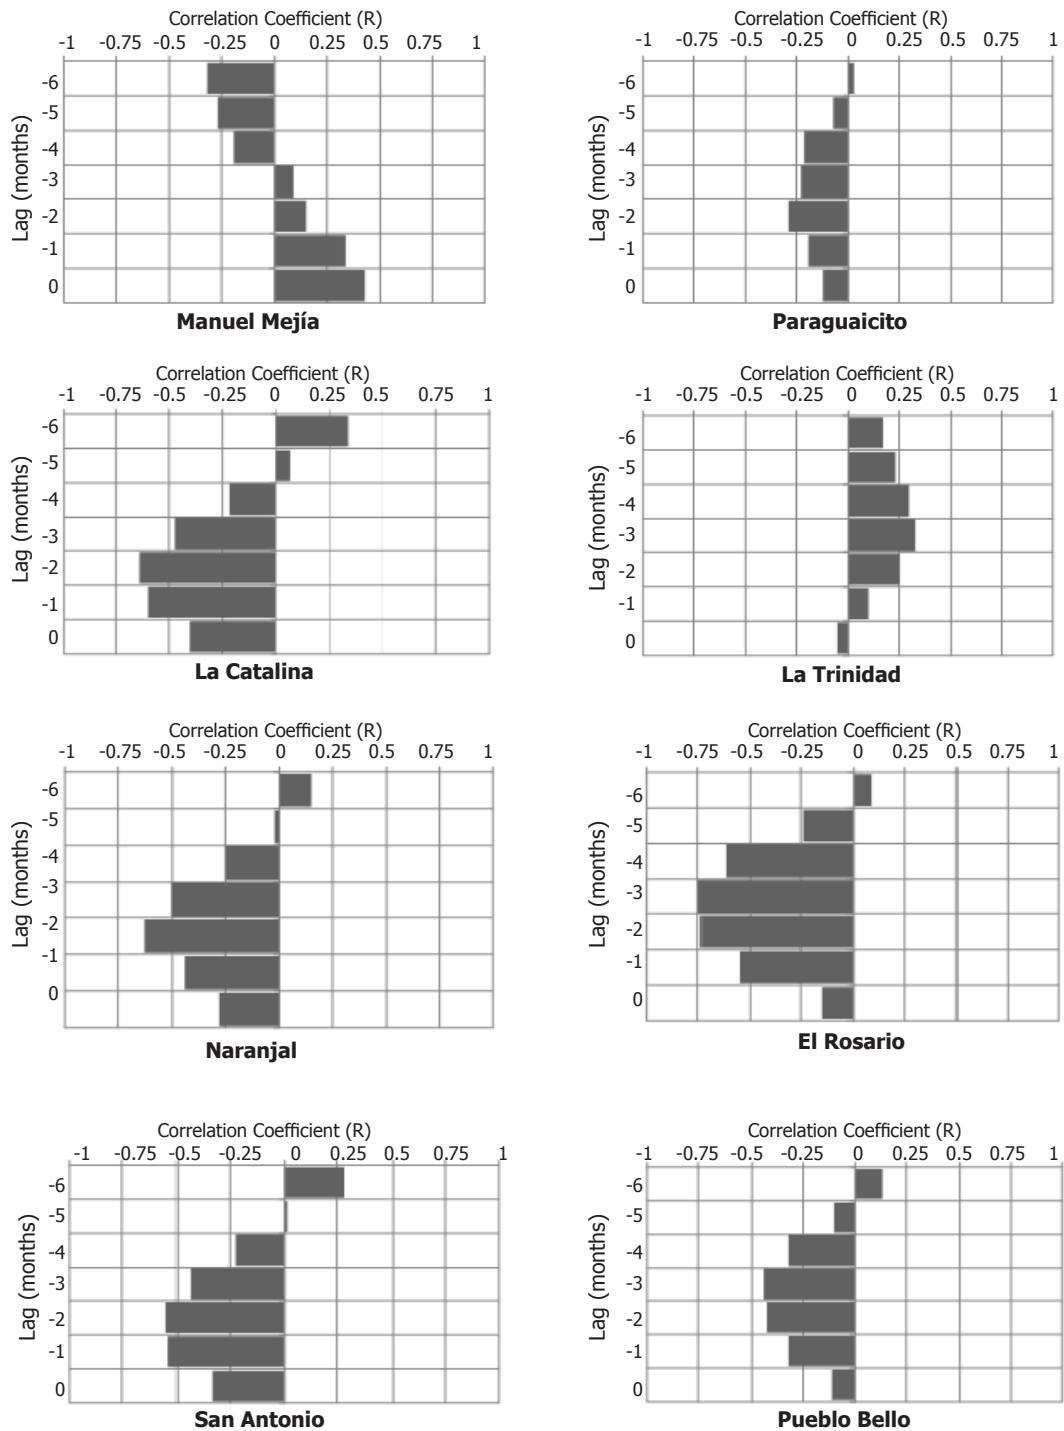 Correlation Coefficient (R)
-1 -0.75 -0.5 -0.25 0 0.25 0.5 0.75 1
Lag (months)
-6
-5
-4
-3
-2
-1
0
Manuel Mejía
Correlation Coefficient (R)
-1 -0.75 -0.5 -0.25 0 0.25 0.5 0.75 1
Lag (months)
-6
-5
-4
-3
-2
-1
0
Paraguaicito
Correlation Coefficient (R)
-1 -0.75 -0.5 -0.25 0 0.25 0.5 0.75 1
Lag (months)
-6
-5
-4
-3
-2
-1
0
La Catalina
Correlation Coefficient (R)
-1 -0.75 -0.5 -0.25 0 0.25 0.5 0.75 1
Lag (months)
-6
-5
-4
-3
-2
-1
0
La Trinidad
Correlation Coefficient (R)
-1 -0.75 -0.5 -0.25 0 0.25 0.5 0.75 1
Lag (months)
-6
-5
-4
-3
-2
-1
0
Naranjal
Correlation Coefficient (R)
-1 -0.75 -0.5 -0.25 0 0.25 0.5 0.75 1
Lag (months)
-6
-5
-4
-3
-2
-1
0
El Rosario
Correlation Coefficient (R)
-1 -0.75 -0.5 -0.25 0 0.25 0.5 0.75 1
Lag (months)
-6
-5
-4
-3
-2
-1
0
San Antonio
Correlation Coefficient (R)
-1 -0.75 -0.5 -0.25 0 0.25 0.5 0.75 1
Lag (months)
-6
-5
-4
-3
-2
-1
0
Pueblo Bello